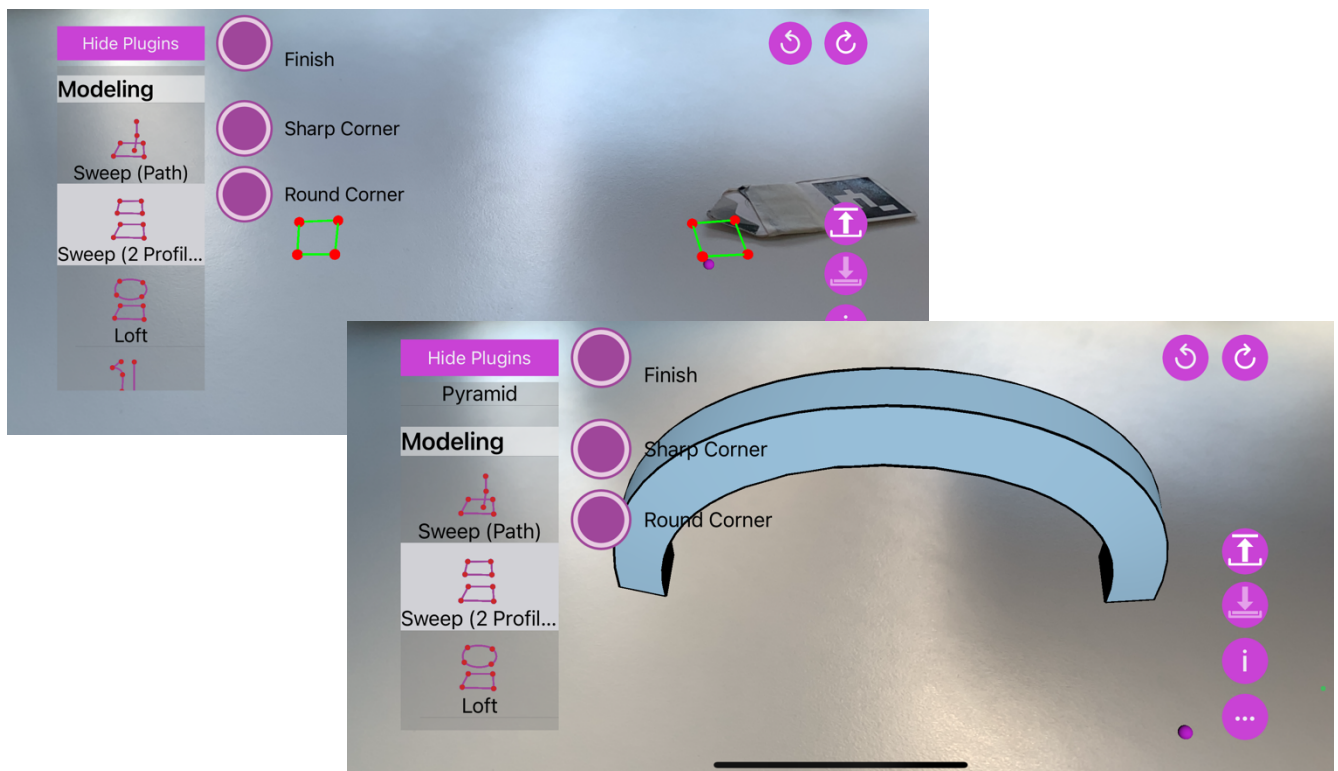 Hide Plugins
Finish
Modeling
Sharp Corner
Sweep (Path)
Round Corner
Sweep (2 Profil...
Loft
Hide Plugins
Finish
Pyramid
Modeling
Sharp Corner
Sweep (Path)
Round Corner
Sweep (2 Profil...
Loft